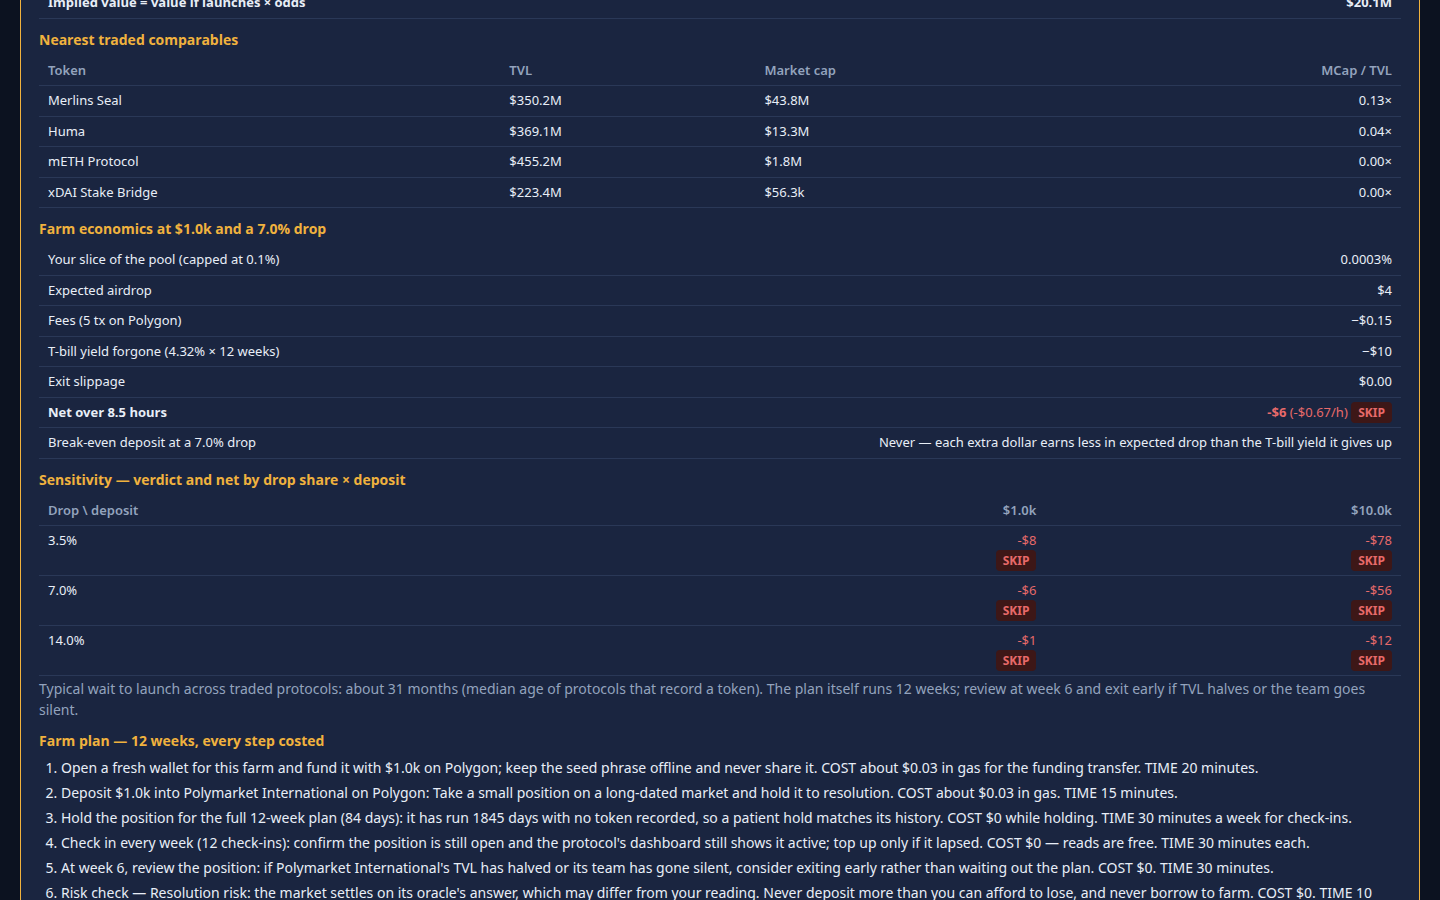 Implied value = value if launches × odds $20.1M
Nearest traded comparables
Token TVL Market cap MCap / TVL
Merlins Seal $350.2M $43.8M 0.13×
Huma $369.1M $13.3M 0.04×
mETH Protocol $455.2M $1.8M 0.00×
xDAI Stake Bridge $223.4M $56.3k 0.00×
Farm economics at $1.0k and a 7.0% drop
Your slice of the pool (capped at 0.1%) 0.0003%
Expected airdrop $4
Fees (5 tx on Polygon) −$0.15
T-bill yield forgone (4.32% × 12 weeks) −$10
Exit slippage $0.00
Net over 8.5 hours -$6 (-$0.67/h) SKIP
Break-even deposit at a 7.0% drop Never — each extra dollar earns less in expected drop than the T-bill yield it gives up
Sensitivity — verdict and net by drop share × deposit
Drop \ deposit $1.0k $10.0k
3.5% -$8 -$78
SKIP SKIP
7.0% -$6 -$56
SKIP SKIP
14.0% -$1 -$12
SKIP SKIP
Typical wait to launch across traded protocols: about 31 months (median age of protocols that record a token). The plan itself runs 12 weeks; review at week 6 and exit early if TVL halves or the team goes
silent.
Farm plan — 12 weeks, every step costed
1. Open a fresh wallet for this farm and fund it with $1.0k on Polygon; keep the seed phrase offline and never share it. COST about $0.03 in gas for the funding transfer. TIME 20 minutes.
2. Deposit $1.0k into Polymarket International on Polygon: Take a small position on a long-dated market and hold it to resolution. COST about $0.03 in gas. TIME 15 minutes.
3. Hold the position for the full 12-week plan (84 days): it has run 1845 days with no token recorded, so a patient hold matches its history. COST $0 while holding. TIME 30 minutes a week for check-ins.
4. Check in every week (12 check-ins): confirm the position is still open and the protocol's dashboard still shows it active; top up only if it lapsed. COST $0 — reads are free. TIME 30 minutes each.
5. At week 6, review the position: if Polymarket International's TVL has halved or its team has gone silent, consider exiting early rather than waiting out the plan. COST $0. TIME 30 minutes.
6. Risk check — Resolution risk: the market settles on its oracle's answer, which may differ from your reading. Never deposit more than you can afford to lose, and never borrow to farm. COST $0. TIME 10